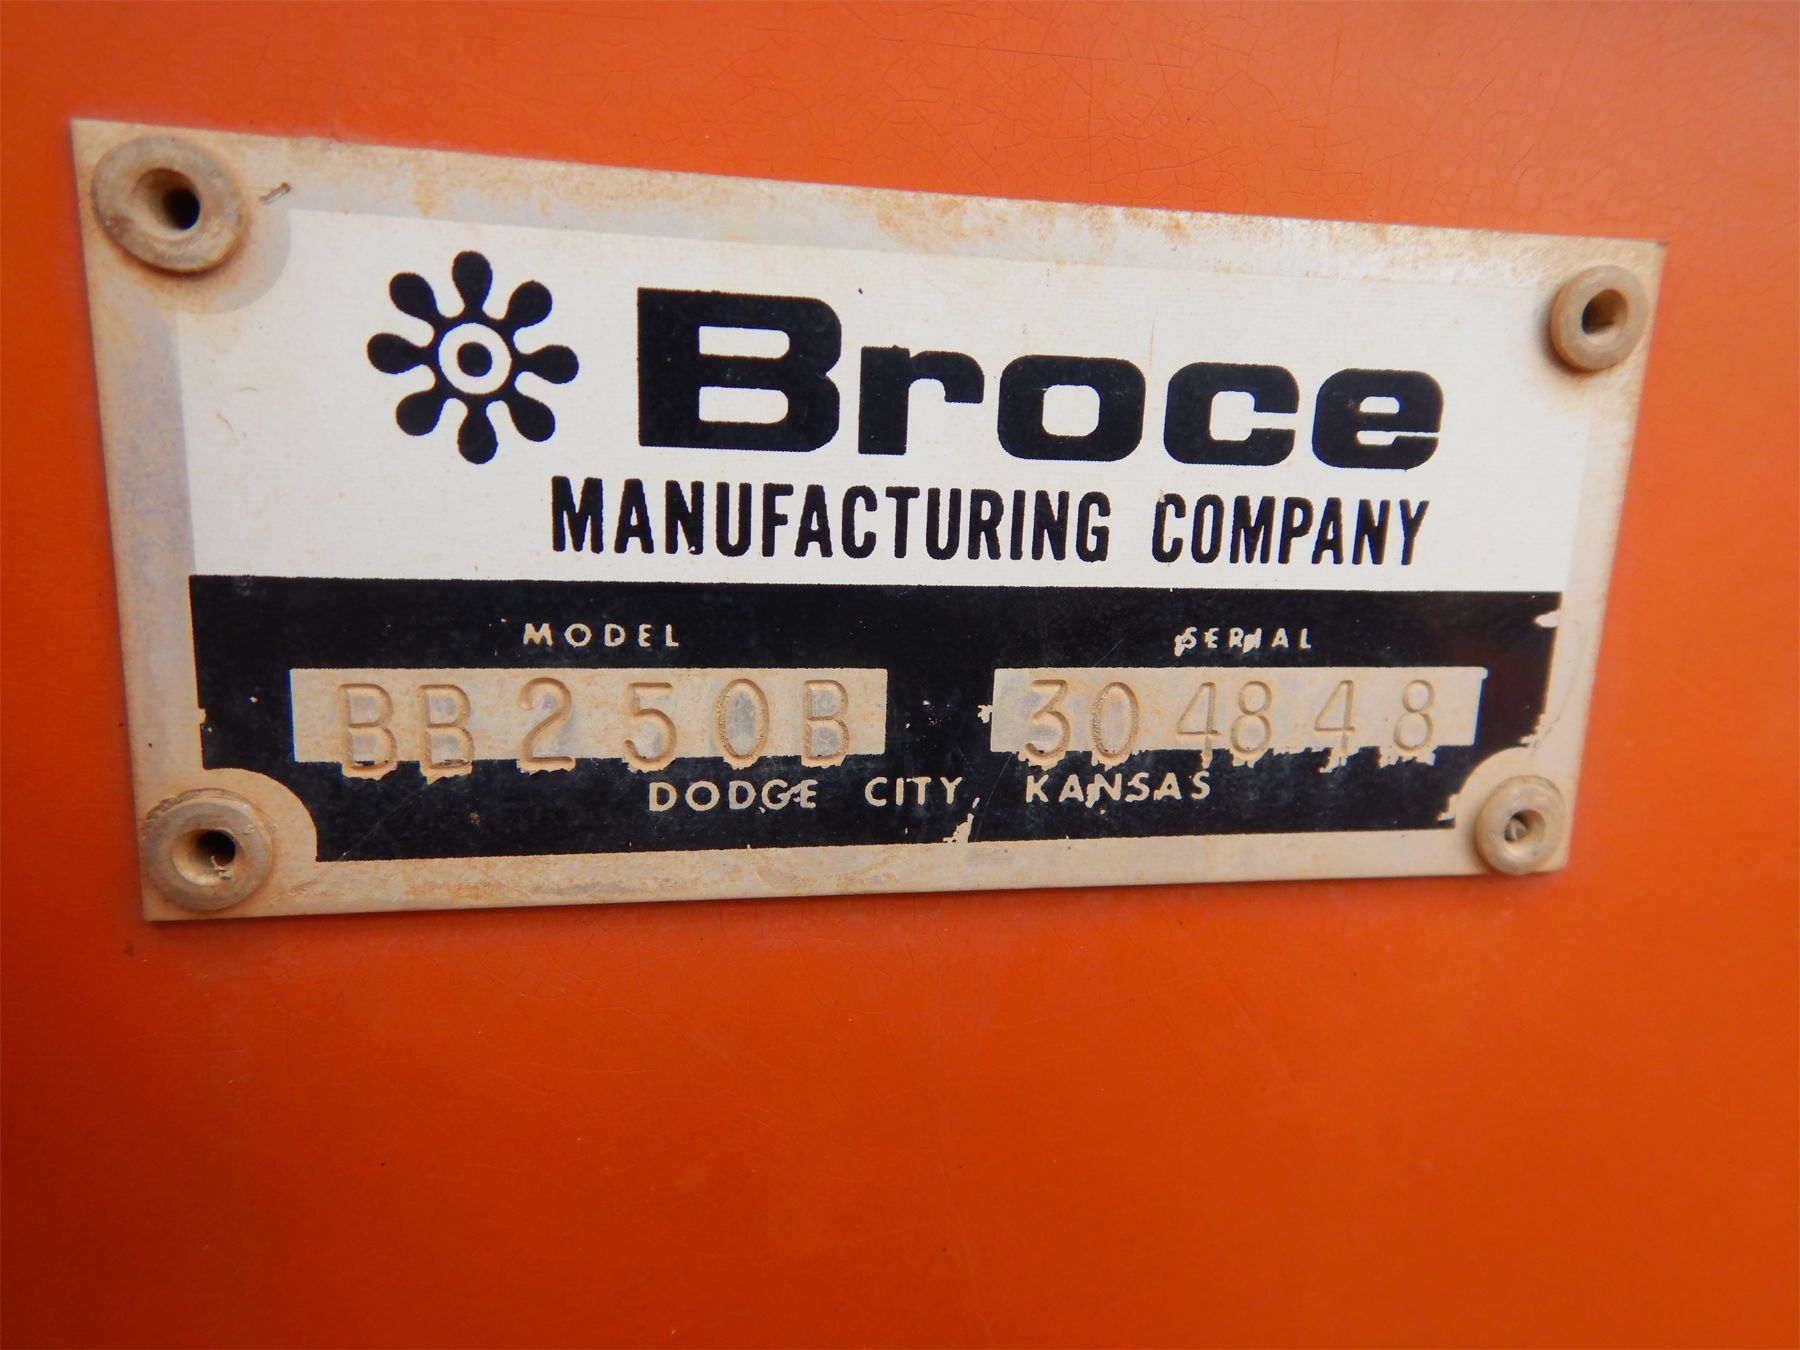 Broce
MANUFACTURING COMPANY
MODEL SERIAL
BB250B 304848
DODGE CITY, KANSAS